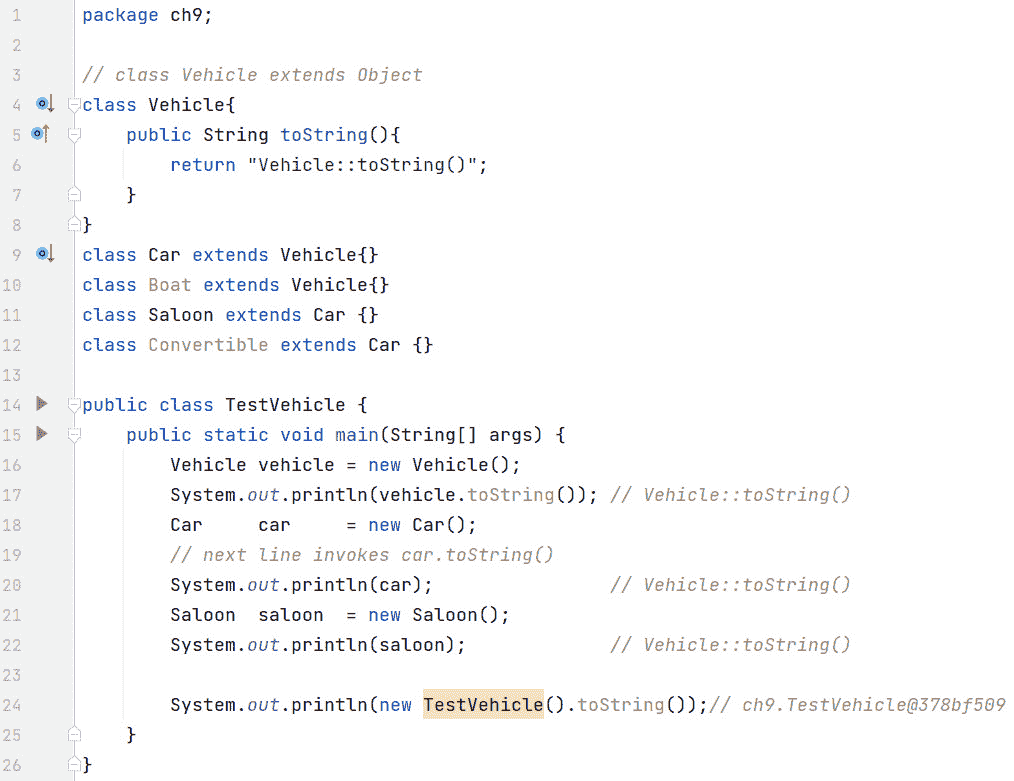 1 package ch9;
2
3 // class Vehicle extends Object
4 class Vehicle{
5     public String toString(){
6         return "Vehicle::toString()";
7     }
8 }
9 class Car extends Vehicle{}
10 class Boat extends Vehicle{}
11 class Saloon extends Car {}
12 class Convertible extends Car {}
13
14 public class TestVehicle {
15     public static void main(String[] args) {
16         Vehicle vehicle = new Vehicle();
17         System.out.println(vehicle.toString()); // Vehicle::toString()
18         Car     car     = new Car();
19         // next line invokes car.toString()
20         System.out.println(car);                // Vehicle::toString()
21         Saloon  saloon  = new Saloon();
22         System.out.println(saloon);             // Vehicle::toString()
23
24         System.out.println(new TestVehicle().toString());// ch9.TestVehicle@378bf509
25     }
26 }